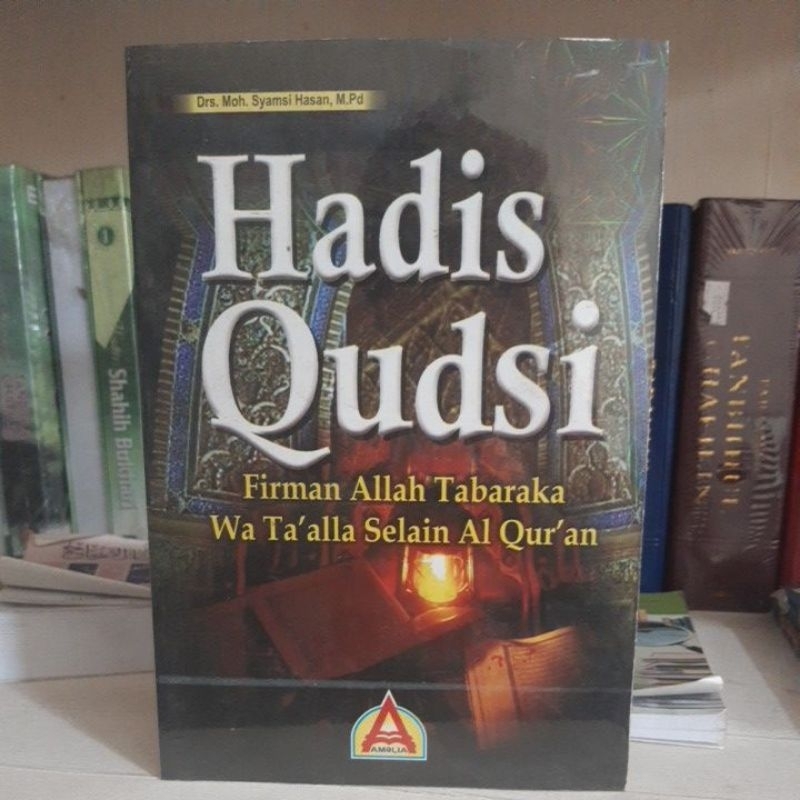 Drs. Moh. Syamsi Hasan, M.Pd
Hadis
Qudsi
Firman Allah Tabaraka
Wa Ta'alla Selain Al Qur'an
AMELIA
1
Shahih Bukhari